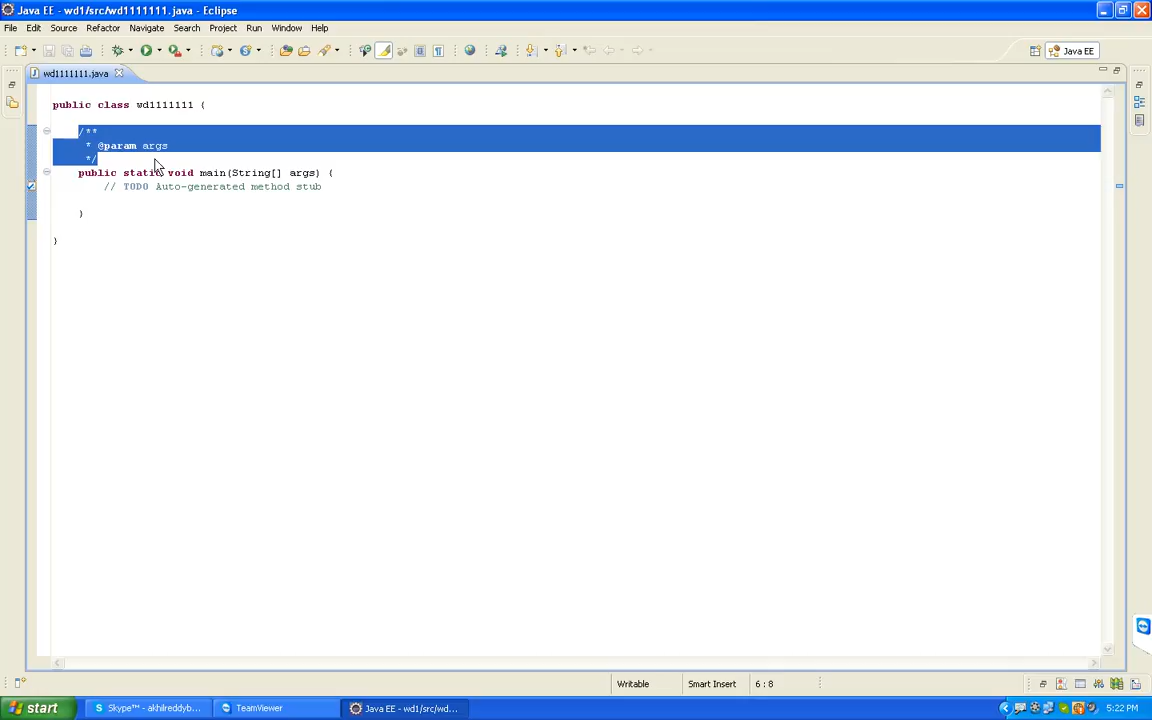 Java EE - wd1/src/wd1111111.java - Eclipse
File Edit Source Refactor Navigate Search Project Run Window Help
Java EE
wd1111111.java
public class wd1111111 {
/**
* @param args
*/
public static void main(String[] args) {
// TODO Auto-generated method stub
}
}
Writable Smart Insert 6 : 8
start Skype™ - akhilreddyb... TeamViewer Java EE - wd1/src/wd... 5:22 PM